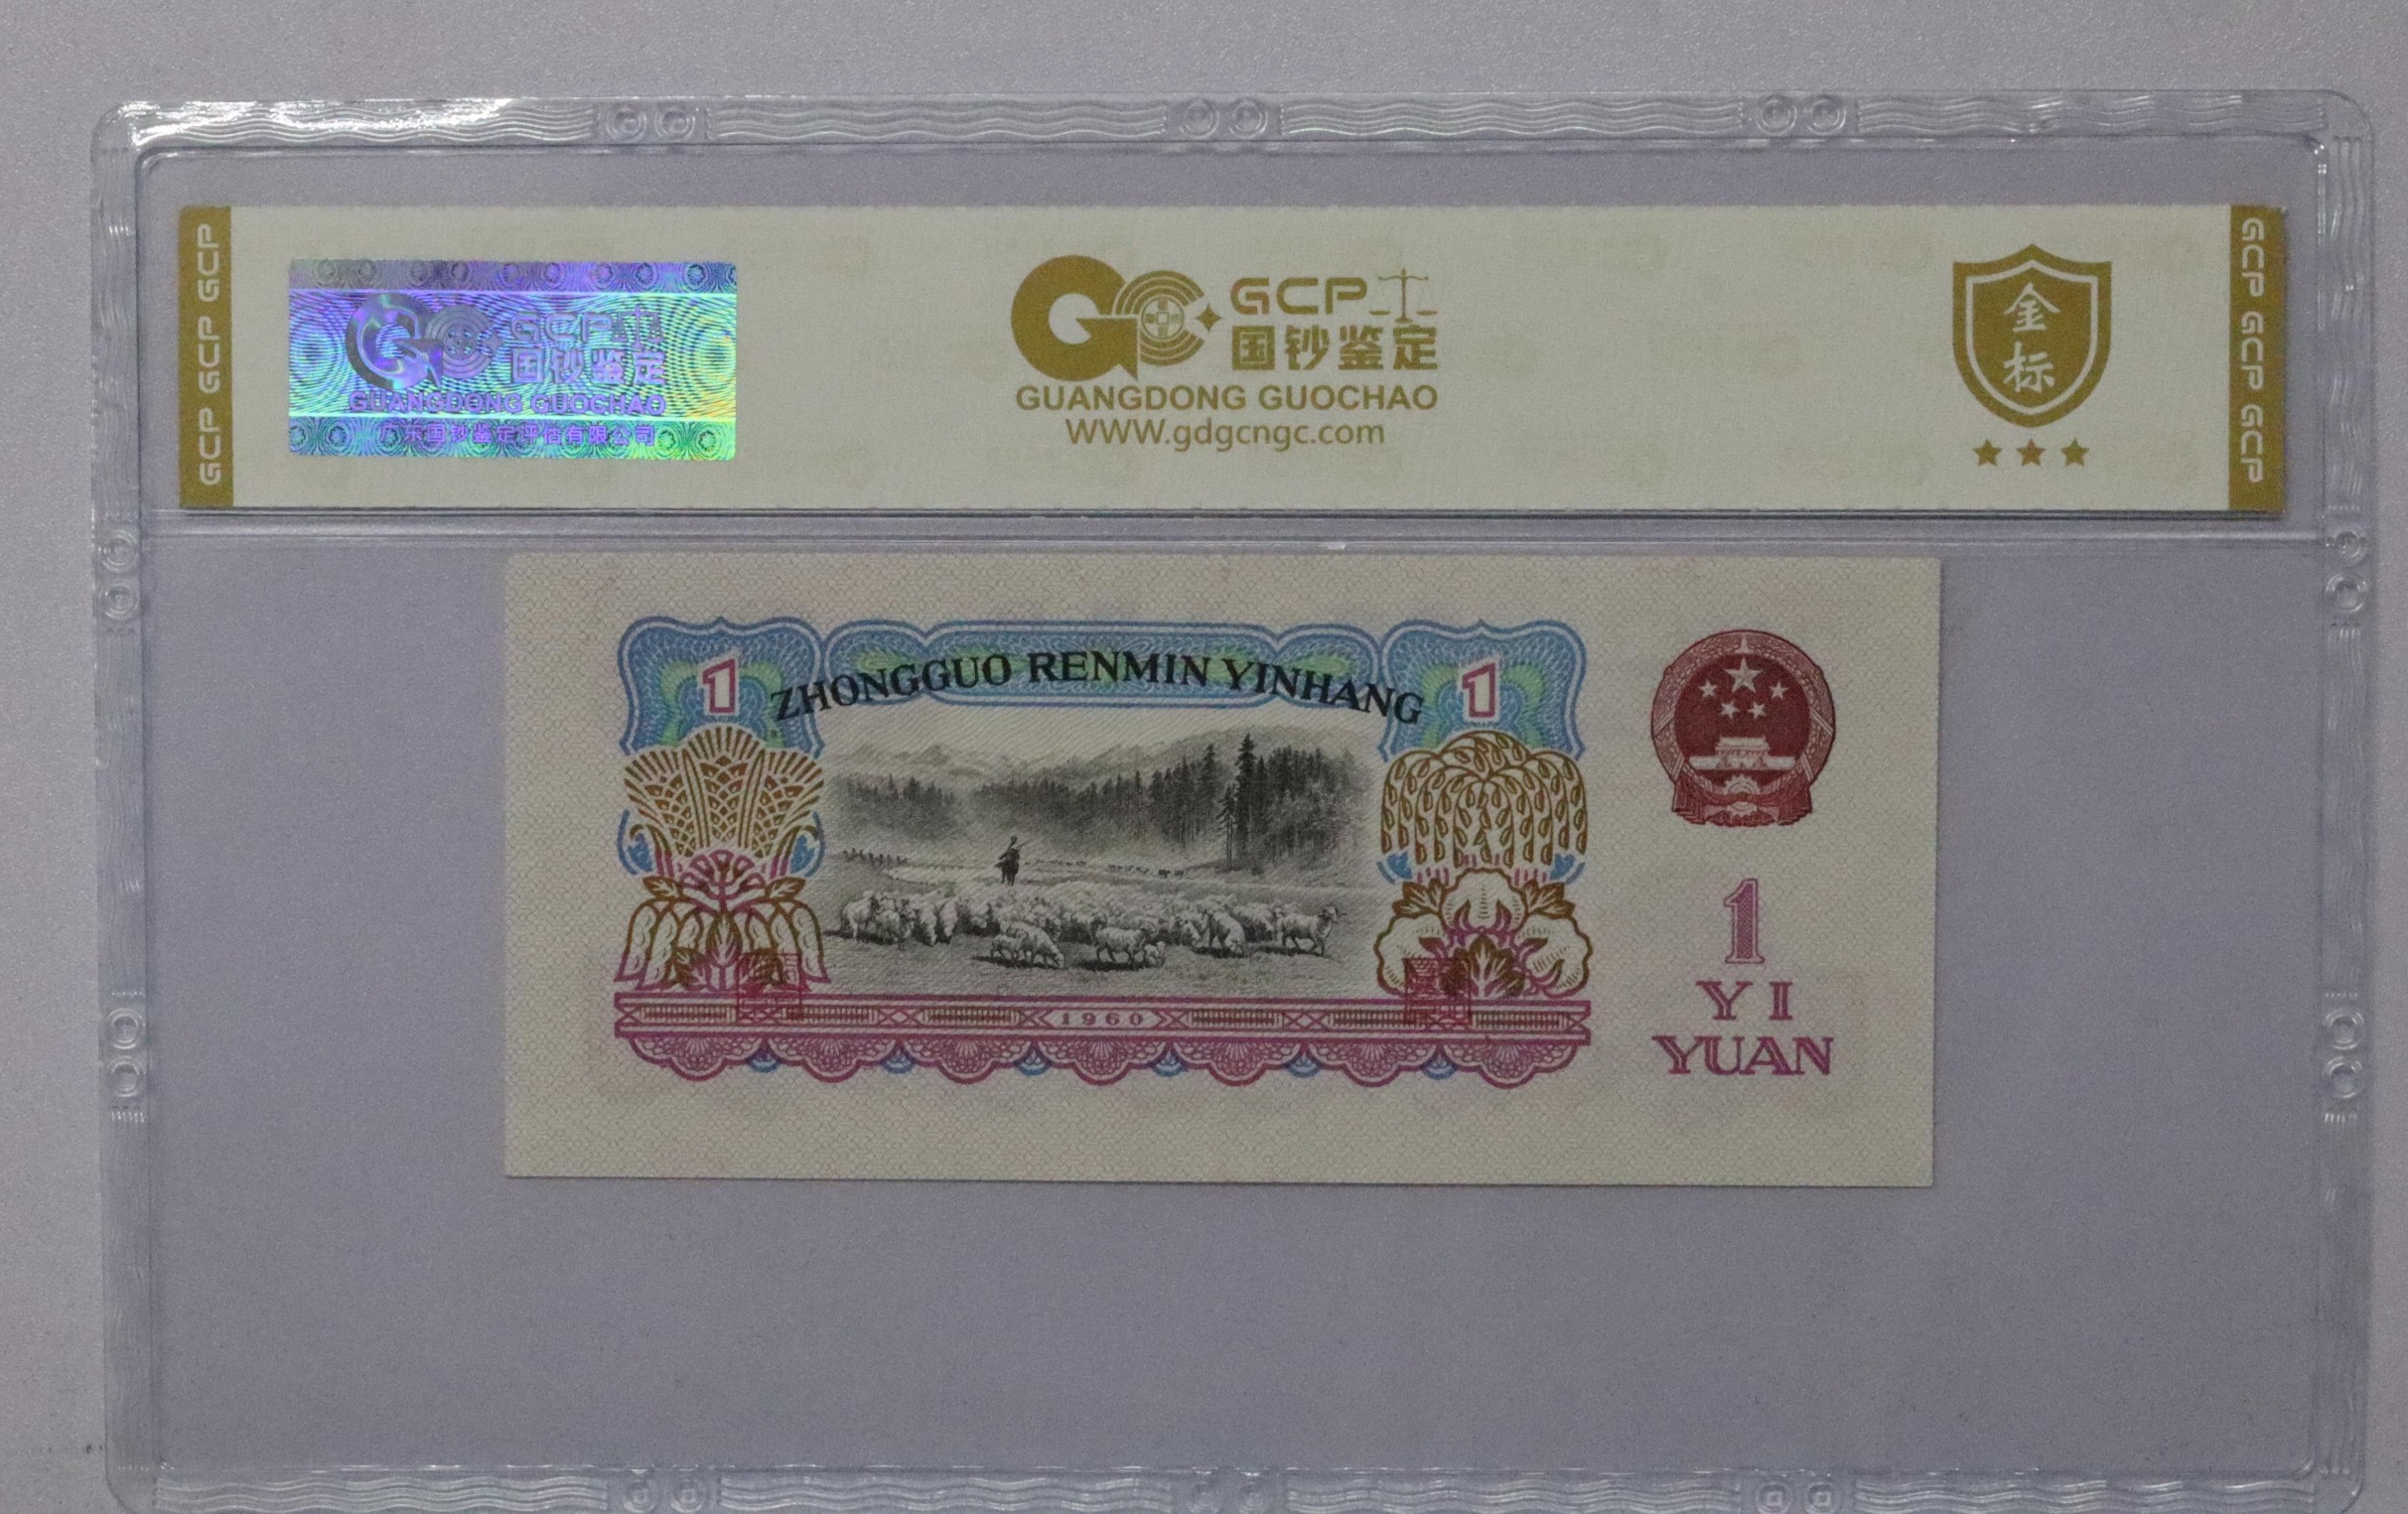 GCP GCP GCP
GCP
国钞鉴定
GUANGDONG GUOCHAO
广东国钞鉴定评估有限公司
GCP
国钞鉴定
GUANGDONG GUOCHAO
WWW.gdgcngc.com
金
标
GCP GCP GCP
1
ZHONGGUO RENMIN YINHANG
1
1960
1
YI
YUAN